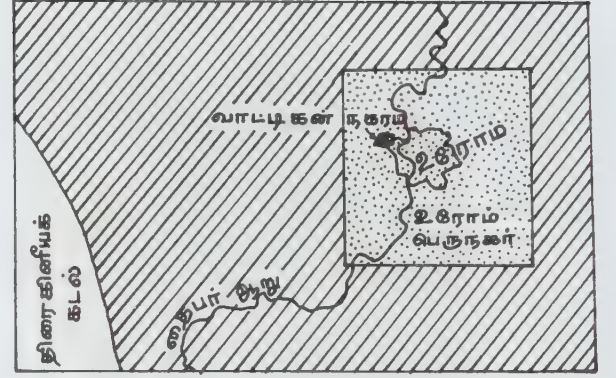 வாட்டிகன் நகரம்
உரோம்
உரோம்
பெருநகர்
தைபர் ஆறு
திரைகினியக்
கடல்